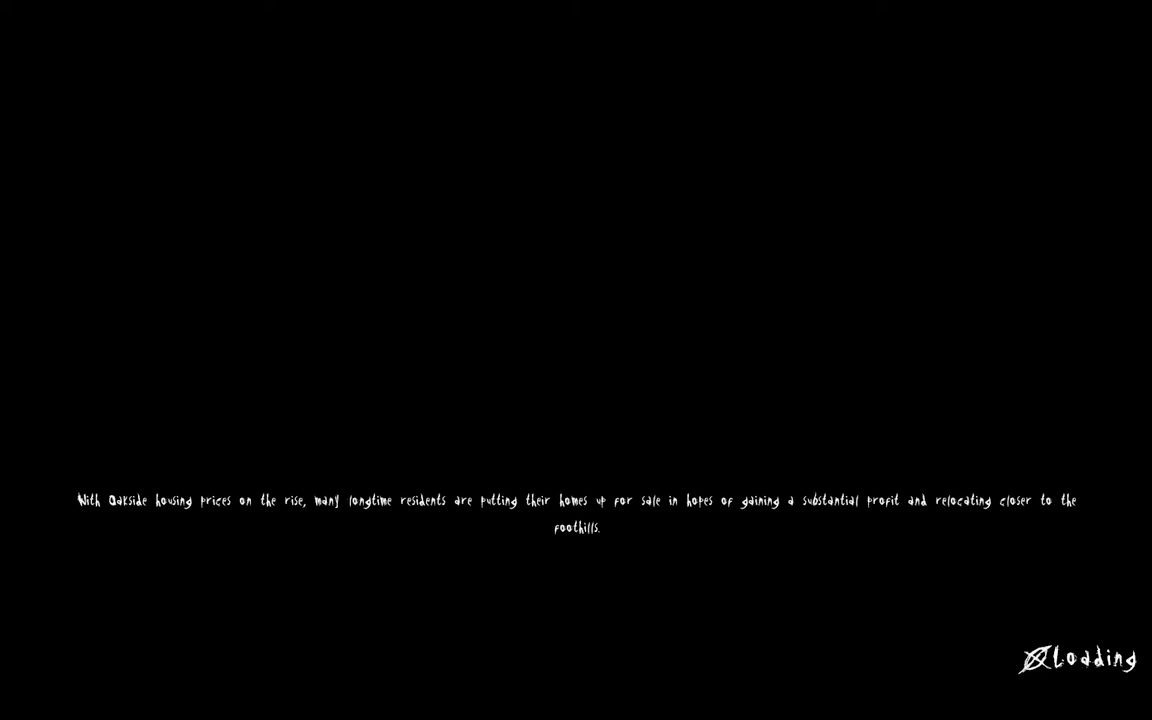 With Oakside housing prices on the rise, many longtime residents are putting their homes up for sale in hopes of gaining a substantial profit and relocating closer to the
foothills.
Loading